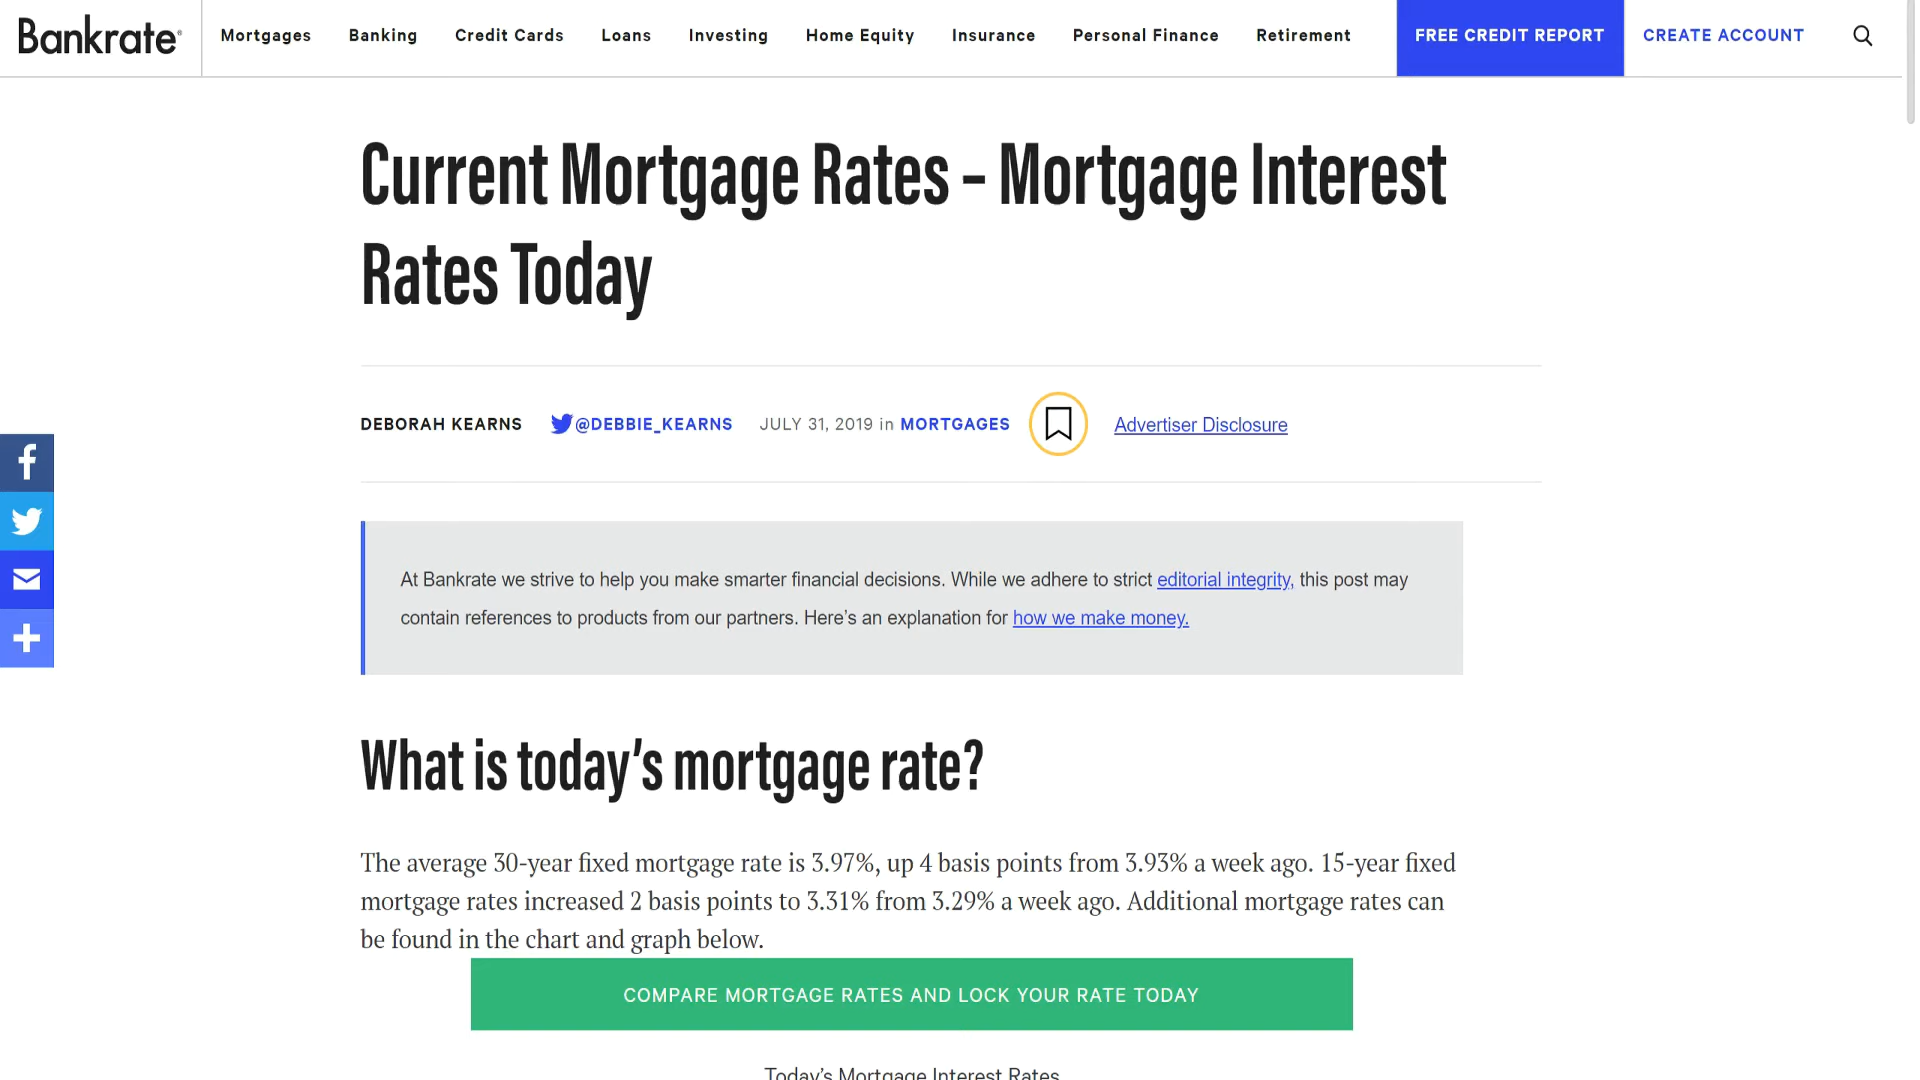 Bankrate
Mortgages Banking Credit Cards Loans Investing Home Equity Insurance Personal Finance Retirement FREE CREDIT REPORT CREATE ACCOUNT
Current Mortgage Rates – Mortgage Interest
Rates Today
DEBORAH KEARNS @DEBBIE_KEARNS JULY 31, 2019 in MORTGAGES Advertiser Disclosure
At Bankrate we strive to help you make smarter financial decisions. While we adhere to strict editorial integrity, this post may
contain references to products from our partners. Here’s an explanation for how we make money.
What is today’s mortgage rate?
The average 30-year fixed mortgage rate is 3.97%, up 4 basis points from 3.93% a week ago. 15-year fixed
mortgage rates increased 2 basis points to 3.31% from 3.29% a week ago. Additional mortgage rates can
be found in the chart and graph below.
COMPARE MORTGAGE RATES AND LOCK YOUR RATE TODAY
Today’s Mortgage Interest Rates